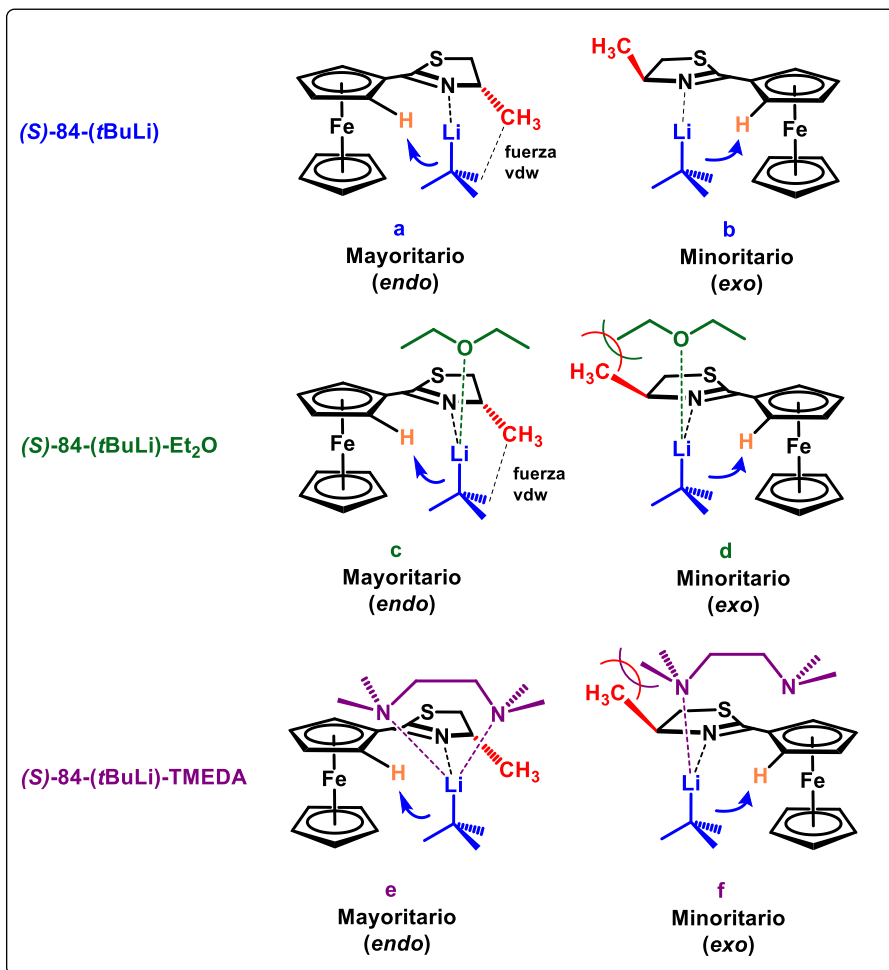 (S)-84-(tBuLi)
S
N
CH3
H
Li
Fe
fuerza
vdw
a
Mayoritario
(endo)
H3C
S
N
Li
H
Fe
b
Minoritario
(exo)
(S)-84-(tBuLi)-Et2O
O
S
N
H
CH3
Li
Fe
fuerza
vdw
c
Mayoritario
(endo)
O
H3C
S
N
Li
H
Fe
d
Minoritario
(exo)
(S)-84-(tBuLi)-TMEDA
N
S
N
N
H
CH3
Fe
Li
e
Mayoritario
(endo)
N
N
H3C
S
N
H
Li
Fe
f
Minoritario
(exo)